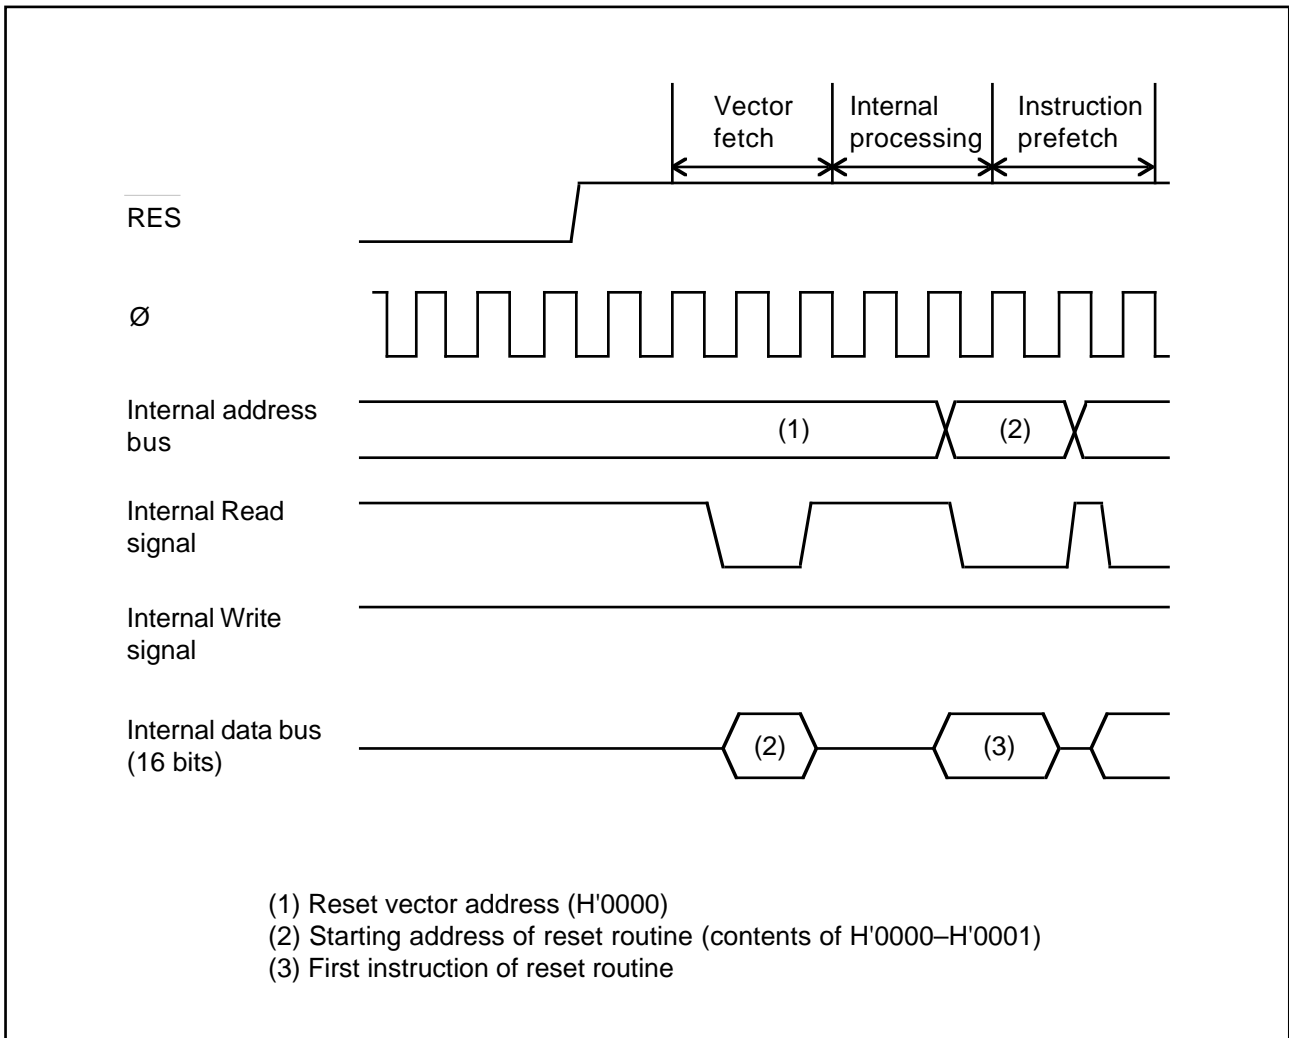 Vector Internal Instruction
fetch processing prefetch
RES
Ø
Internal address
bus
(1) (2)
Internal Read
signal
Internal Write
signal
Internal data bus
(16 bits)
(2) (3)
(1) Reset vector address (H'0000)
(2) Starting address of reset routine (contents of H'0000–H'0001)
(3) First instruction of reset routine